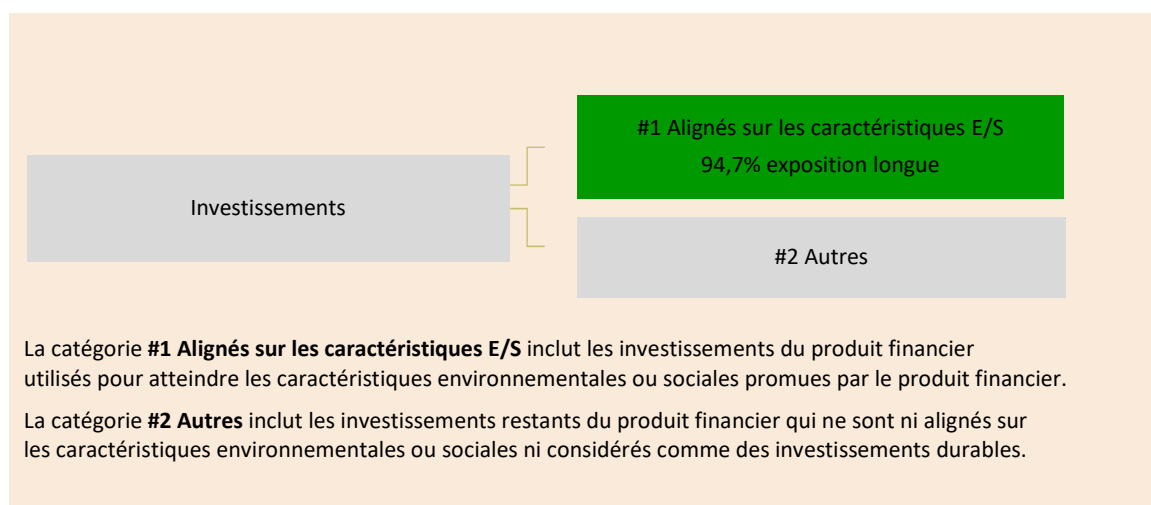 #1 Alignés sur les caractéristiques E/S
94,7% exposition longue
Investissements
#2 Autres
La catégorie #1 Alignés sur les caractéristiques E/S inclut les investissements du produit financier
utilisés pour atteindre les caractéristiques environnementales ou sociales promues par le produit financier.
La catégorie #2 Autres inclut les investissements restants du produit financier qui ne sont ni alignés sur
les caractéristiques environnementales ou sociales ni considérés comme des investissements durables.